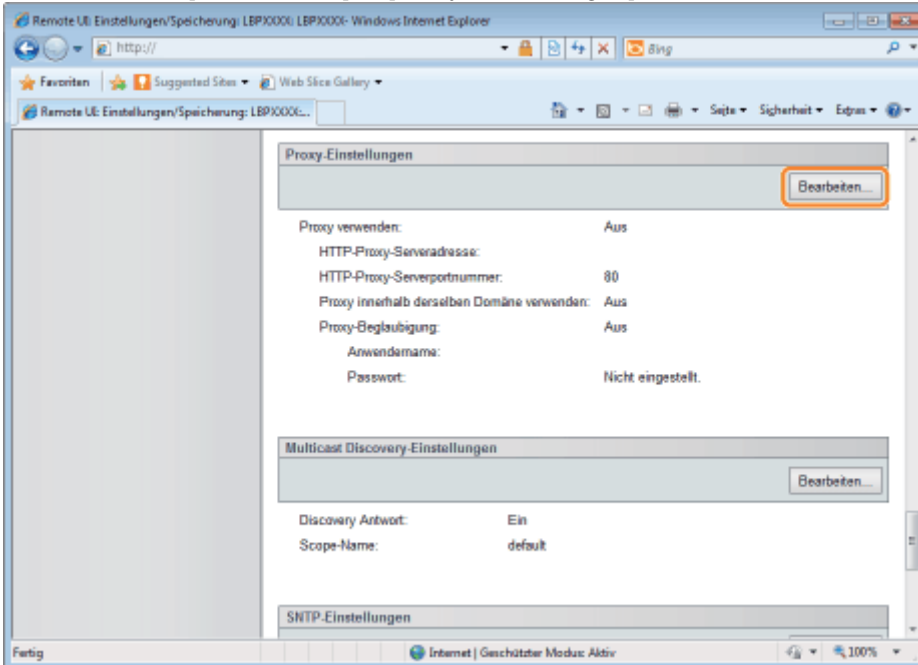 Remote UI: Einstellungen/Speicherung: LBPXXXX: LBPXXXX- Windows Internet Explorer
http://
Bing
Favoriten Suggested Sites Web Slice Gallery
Remote UI: Einstellungen/Speicherung: LBPXXXX:... Seite Sicherheit Extras
Proxy-Einstellungen
Bearbeiten...
Proxy verwenden: Aus
HTTP-Proxy-Serveradresse:
HTTP-Proxy-Serverportnummer: 80
Proxy innerhalb derselben Domäne verwenden: Aus
Proxy-Beglaubigung: Aus
Anwendername:
Passwort: Nicht eingestellt.
Multicast Discovery-Einstellungen
Bearbeiten...
Discovery Antwort: Ein
Scope-Name: default
SNTP-Einstellungen
Fertig Internet | Geschützter Modus: Aktiv 100%